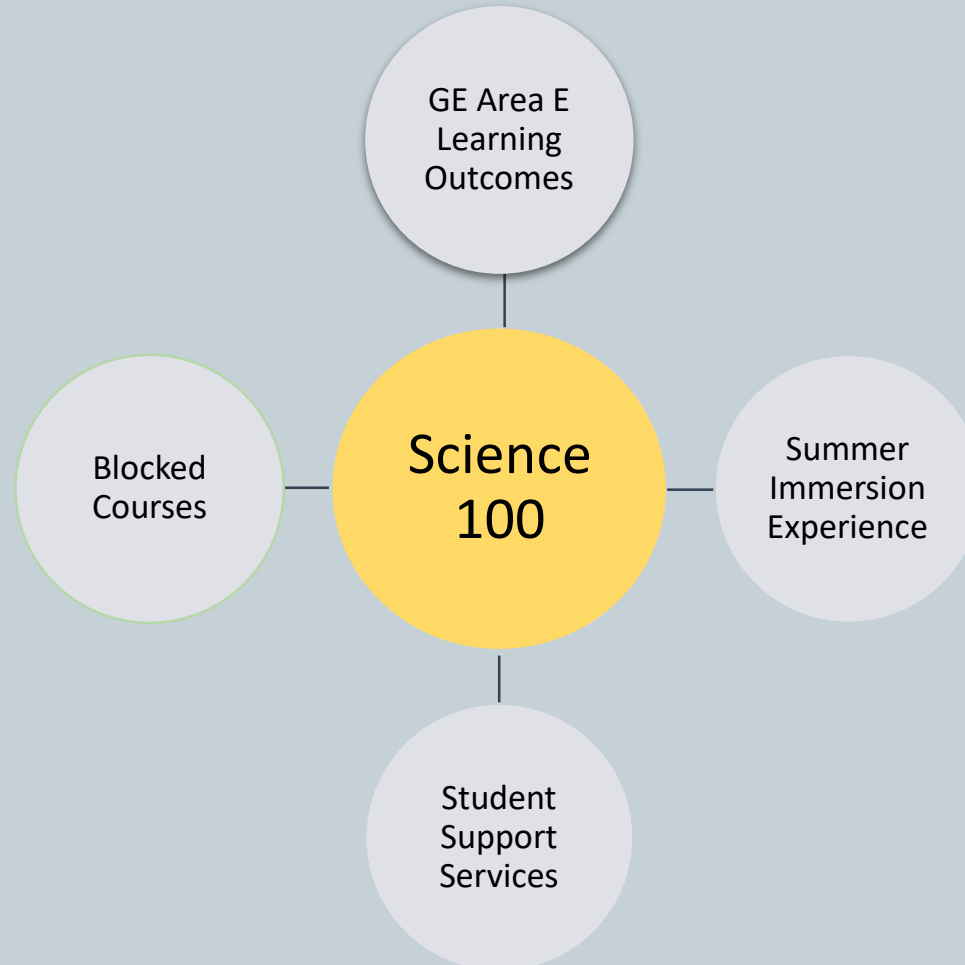 GE Area E
Learning
Outcomes
Blocked
Courses
Science
100
Summer
Immersion
Experience
Student
Support
Services